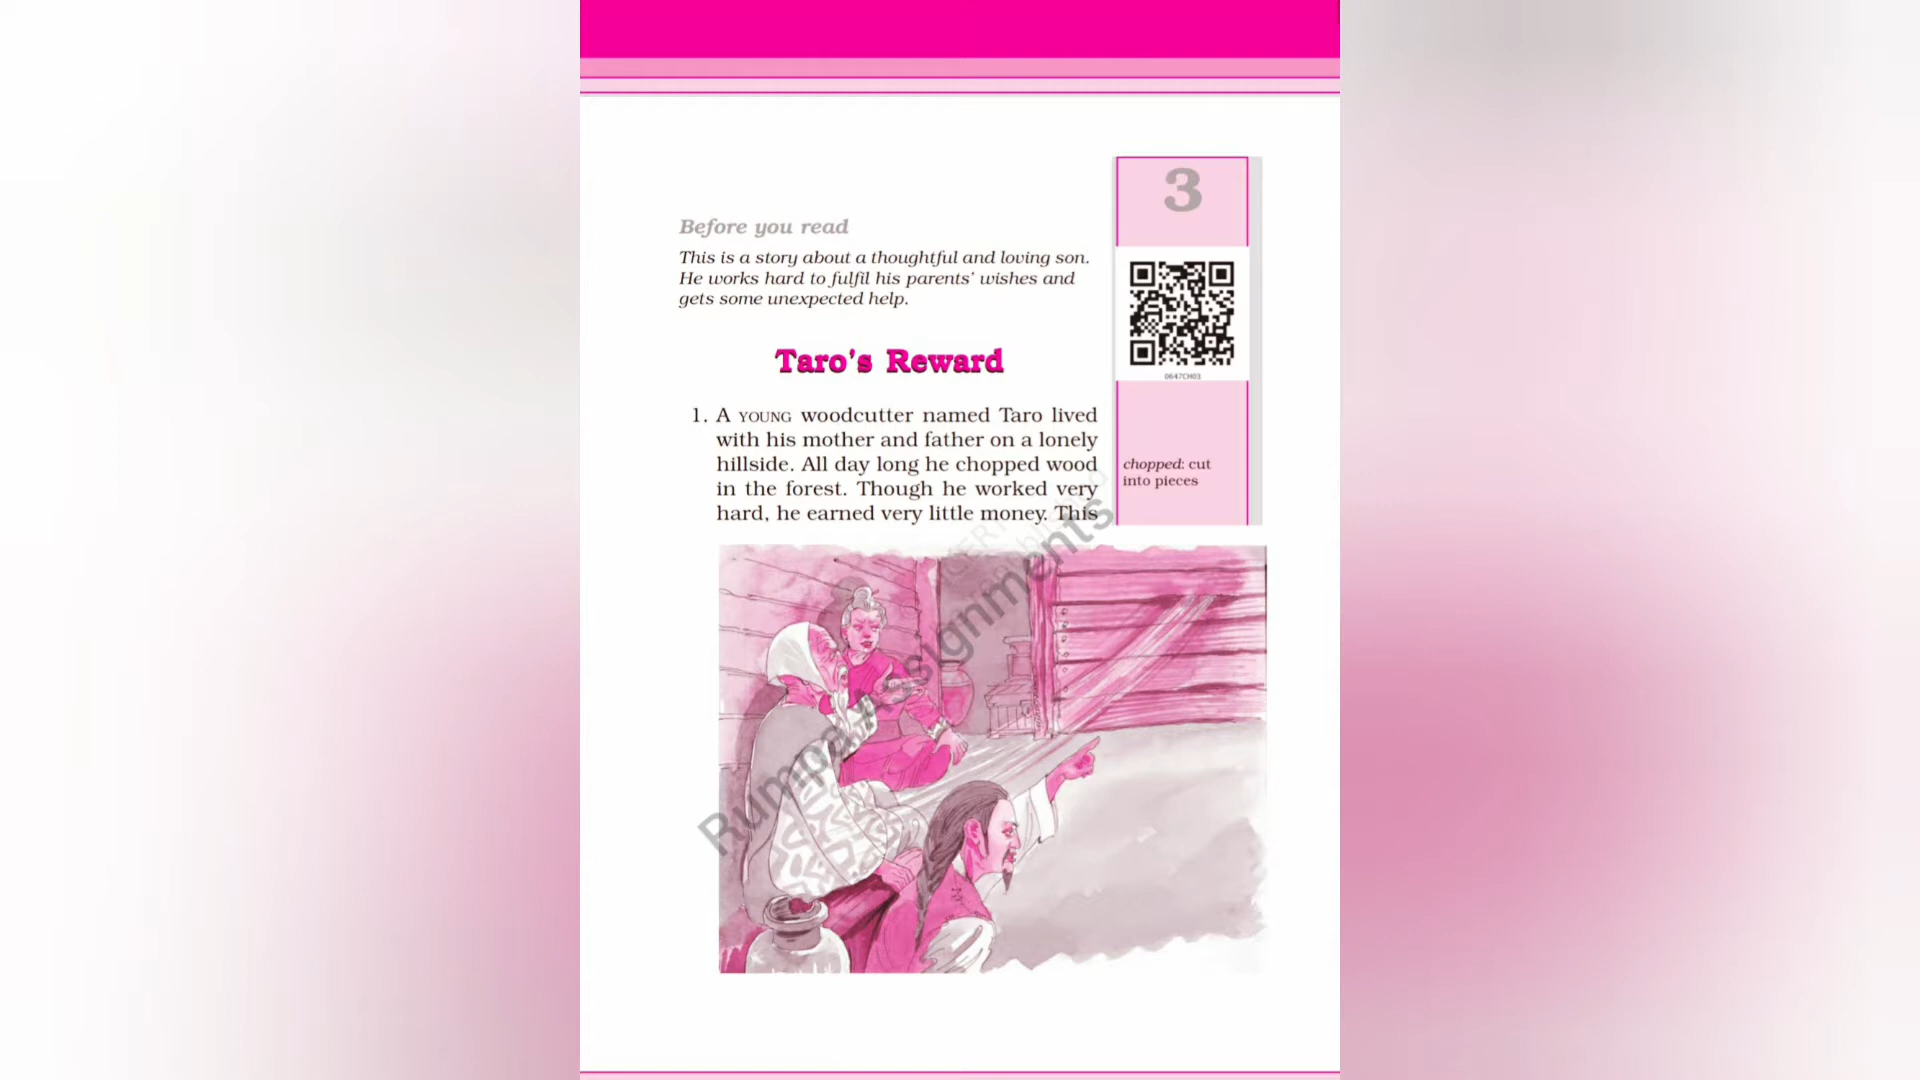 3
Before you read
This is a story about a thoughtful and loving son.
He works hard to fulfil his parents' wishes and
gets some unexpected help.
0647CH03
Taro's Reward
1. A YOUNG woodcutter named Taro lived
with his mother and father on a lonely
hillside. All day long he chopped wood
in the forest. Though he worked very
hard, he earned very little money. This
chopped: cut
into pieces